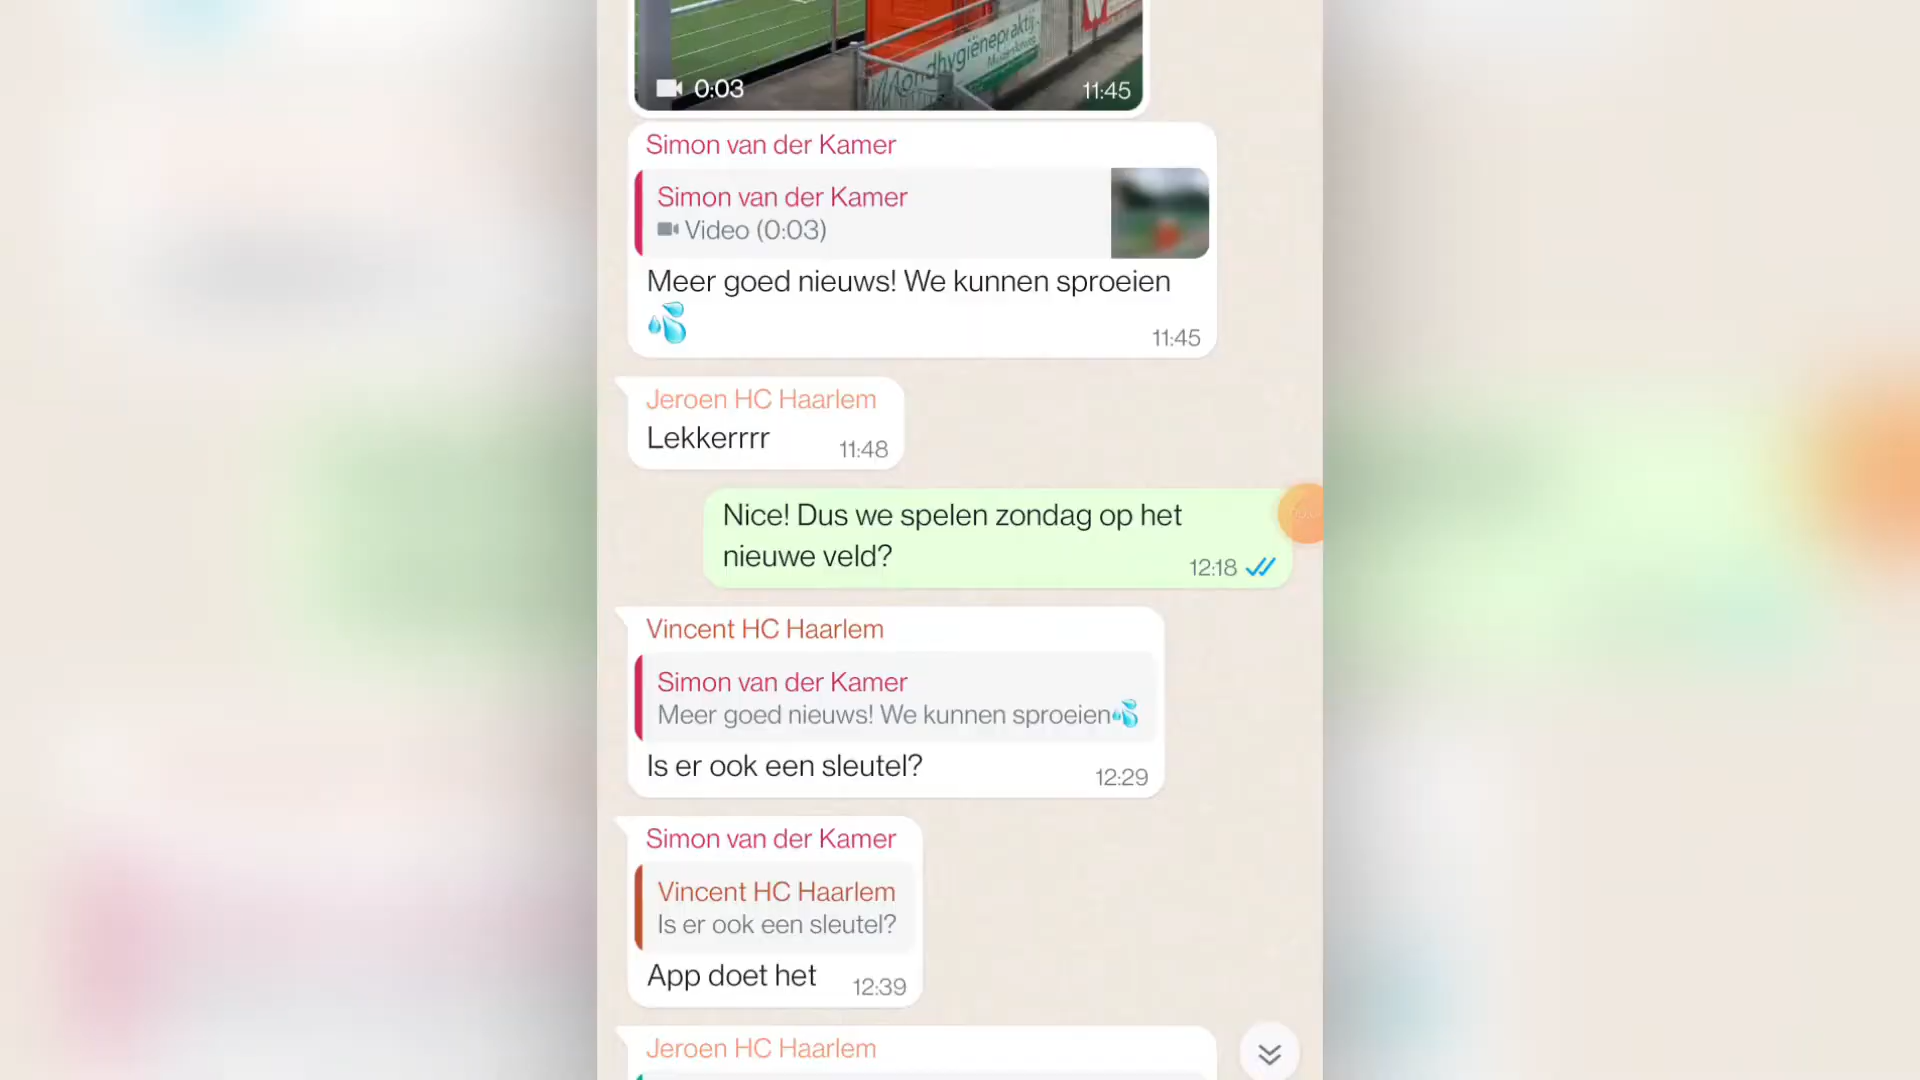 Mondhygiënepraktij
0:03
11:45
Simon van der Kamer
Simon van der Kamer
Video (0:03)
Meer goed nieuws! We kunnen sproeien
💦
11:45
Jeroen HC Haarlem
Lekkerrrr
11:48
Nice! Dus we spelen zondag op het
nieuwe veld?
12:18
Vincent HC Haarlem
Simon van der Kamer
Meer goed nieuws! We kunnen sproeien💦
Is er ook een sleutel?
12:29
Simon van der Kamer
Vincent HC Haarlem
Is er ook een sleutel?
App doet het
12:39
Jeroen HC Haarlem